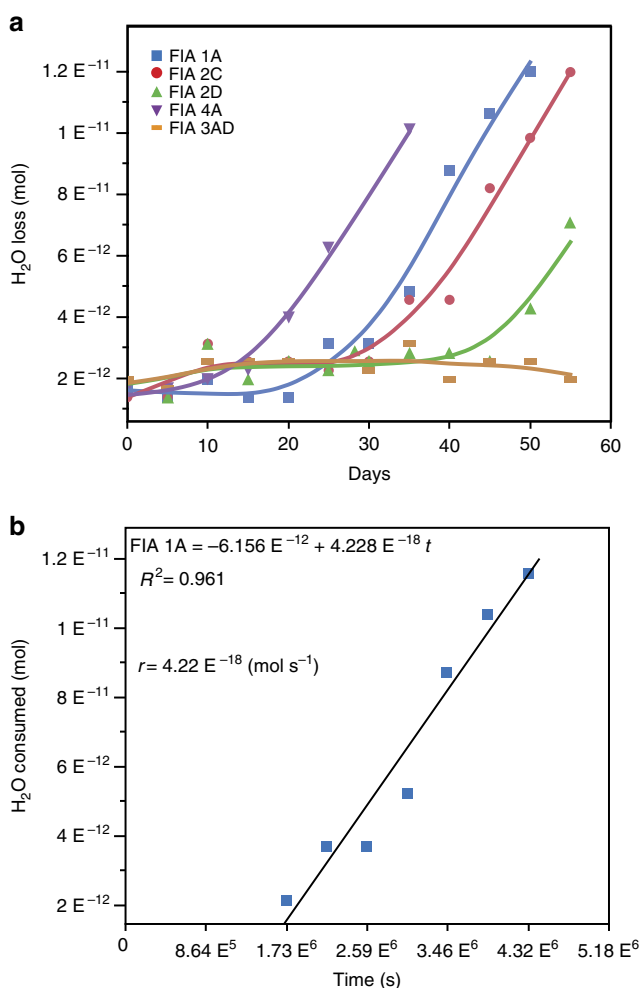 a
FIA 1A
FIA 2C
FIA 2D
FIA 4A
FIA 3AD
1.2 E⁻¹¹
1 E⁻¹¹
8 E⁻¹¹
6 E⁻¹²
4 E⁻¹²
2 E⁻¹²
H₂O loss (mol)
0 10 20 30 40 50 60
Days
b
FIA 1A = –6.156 E⁻¹² + 4.228 E⁻¹⁸ t
R² = 0.961
r = 4.22 E⁻¹⁸ (mol s⁻¹)
1.2 E⁻¹¹
1 E⁻¹¹
8 E⁻¹¹
6 E⁻¹²
4 E⁻¹²
2 E⁻¹²
H₂O consumed (mol)
0 8.64 E⁵ 1.73 E⁶ 2.59 E⁶ 3.46 E⁶ 4.32 E⁶ 5.18 E⁶
Time (s)